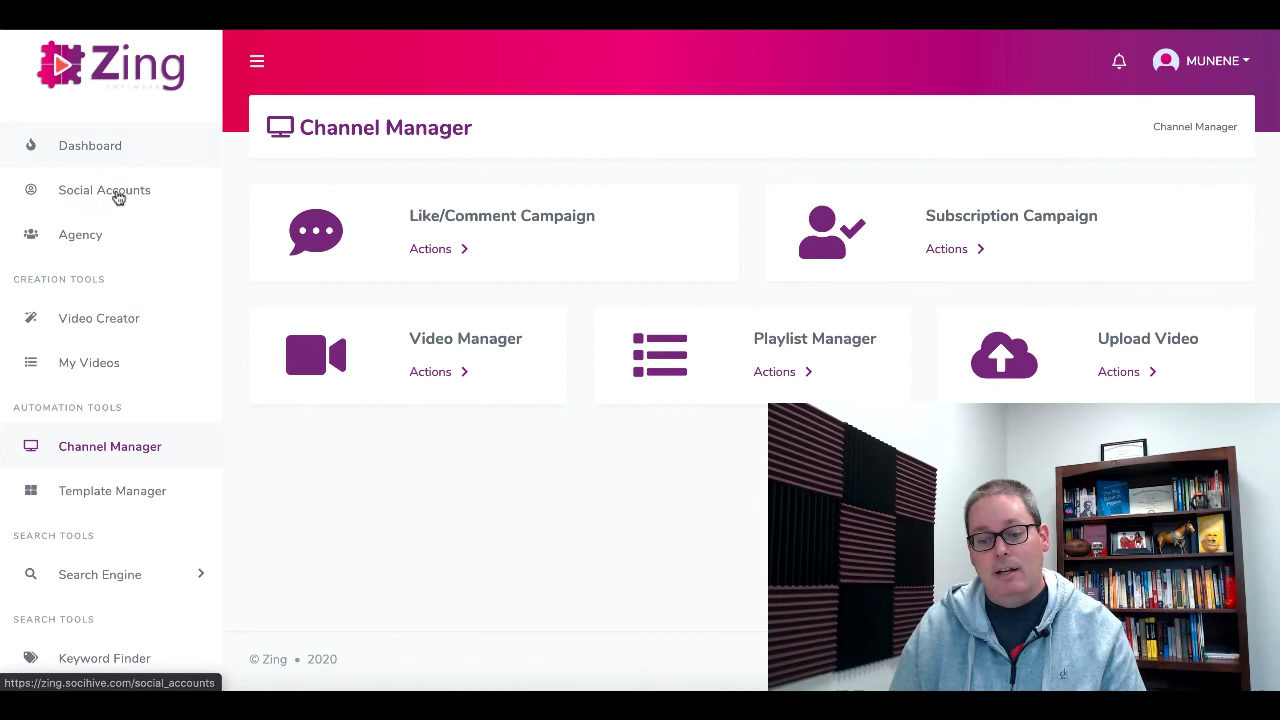 Zing
MUNENE
Channel Manager
Channel Manager
Dashboard
Social Accounts
Agency
CREATION TOOLS
Video Creator
My Videos
AUTOMATION TOOLS
Channel Manager
Template Manager
SEARCH TOOLS
Search Engine
SEARCH TOOLS
Keyword Finder
https://zing.socihive.com/social_accounts
Like/Comment Campaign
Actions
Subscription Campaign
Actions
Video Manager
Actions
Playlist Manager
Actions
Upload Video
Actions
© Zing • 2020